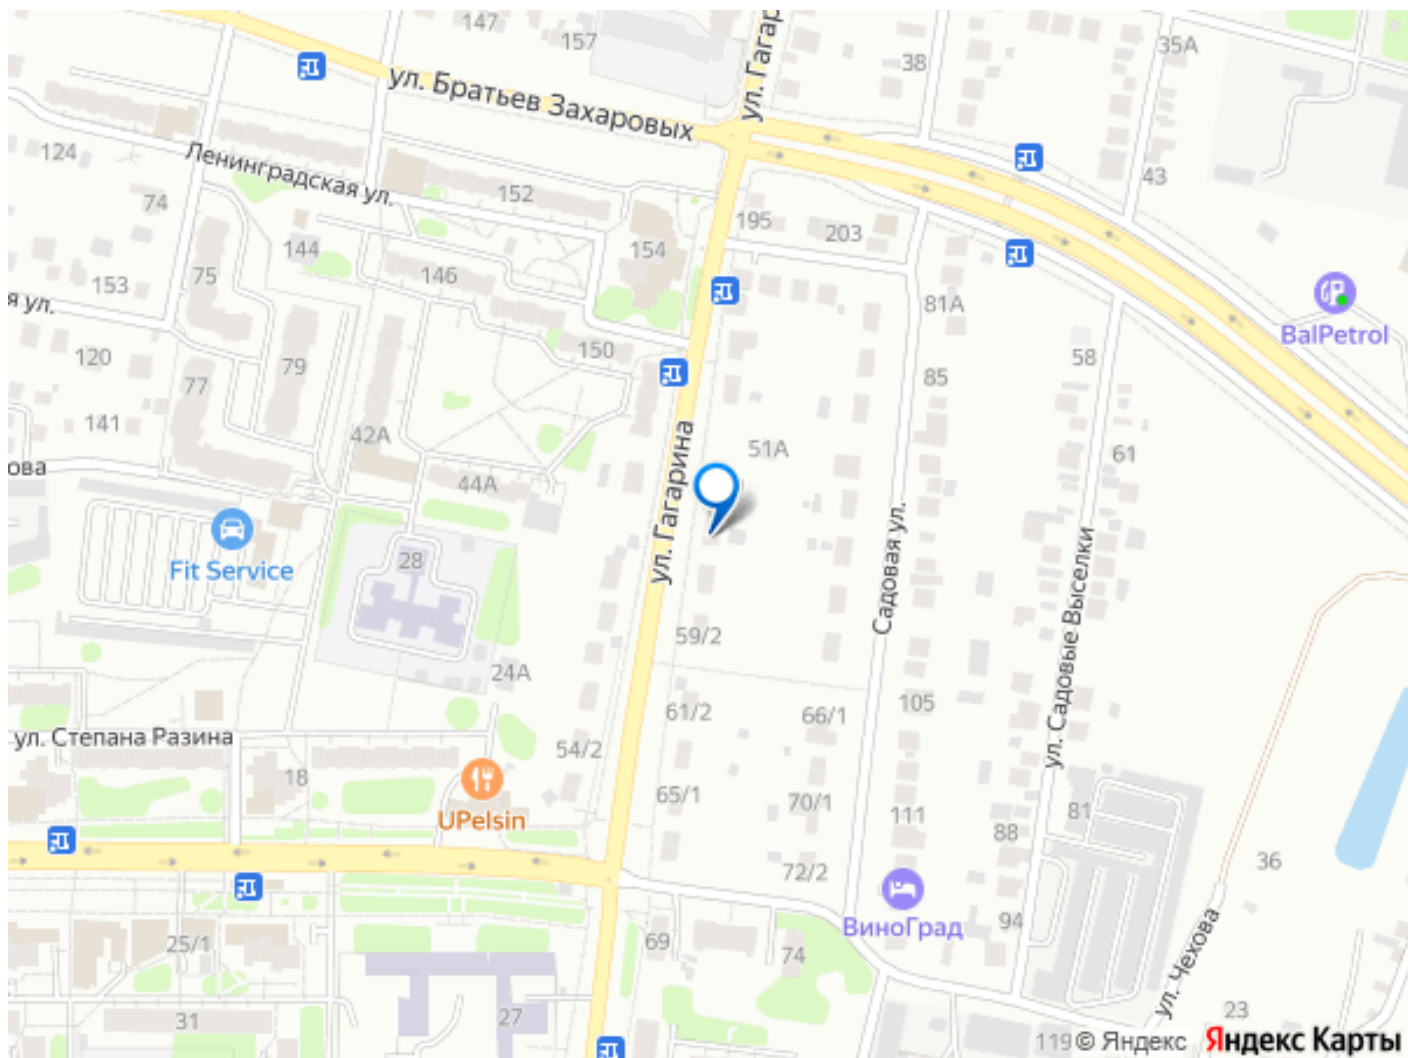 147
157
ул. Гагар
38
35А
ул. Братьев Захаровых
124
Ленинградская ул.
152
43
74
195
203
144
154
75
146
153
я ул.
81А
BalPetrol
120
79
150
58
77
85
141
42А
51А
61
ова
44А
ул. Гагарина
Fit Service
28
Садовая ул.
ул. Садовые Выселки
59/2
24А
61/2
66/1
105
ул. Степана Разина
54/2
18
65/1
70/1
UPelsin
111
81
88
72/2
36
ВиноГрад
94
25/1
69
74
ул. Чехова
31
27
23
119
© Яндекс
Яндекс Карты